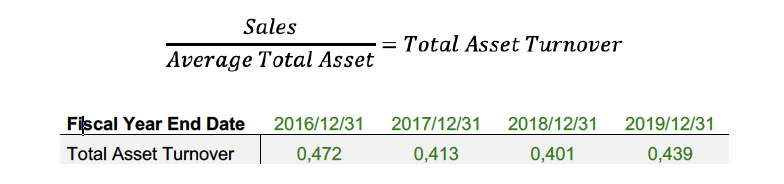 Sales
Average Total Asset = Total Asset Turnover
Fiscal Year End Date 2016/12/31 2017/12/31 2018/12/31 2019/12/31
Total Asset Turnover 0,472 0,413 0,401 0,439